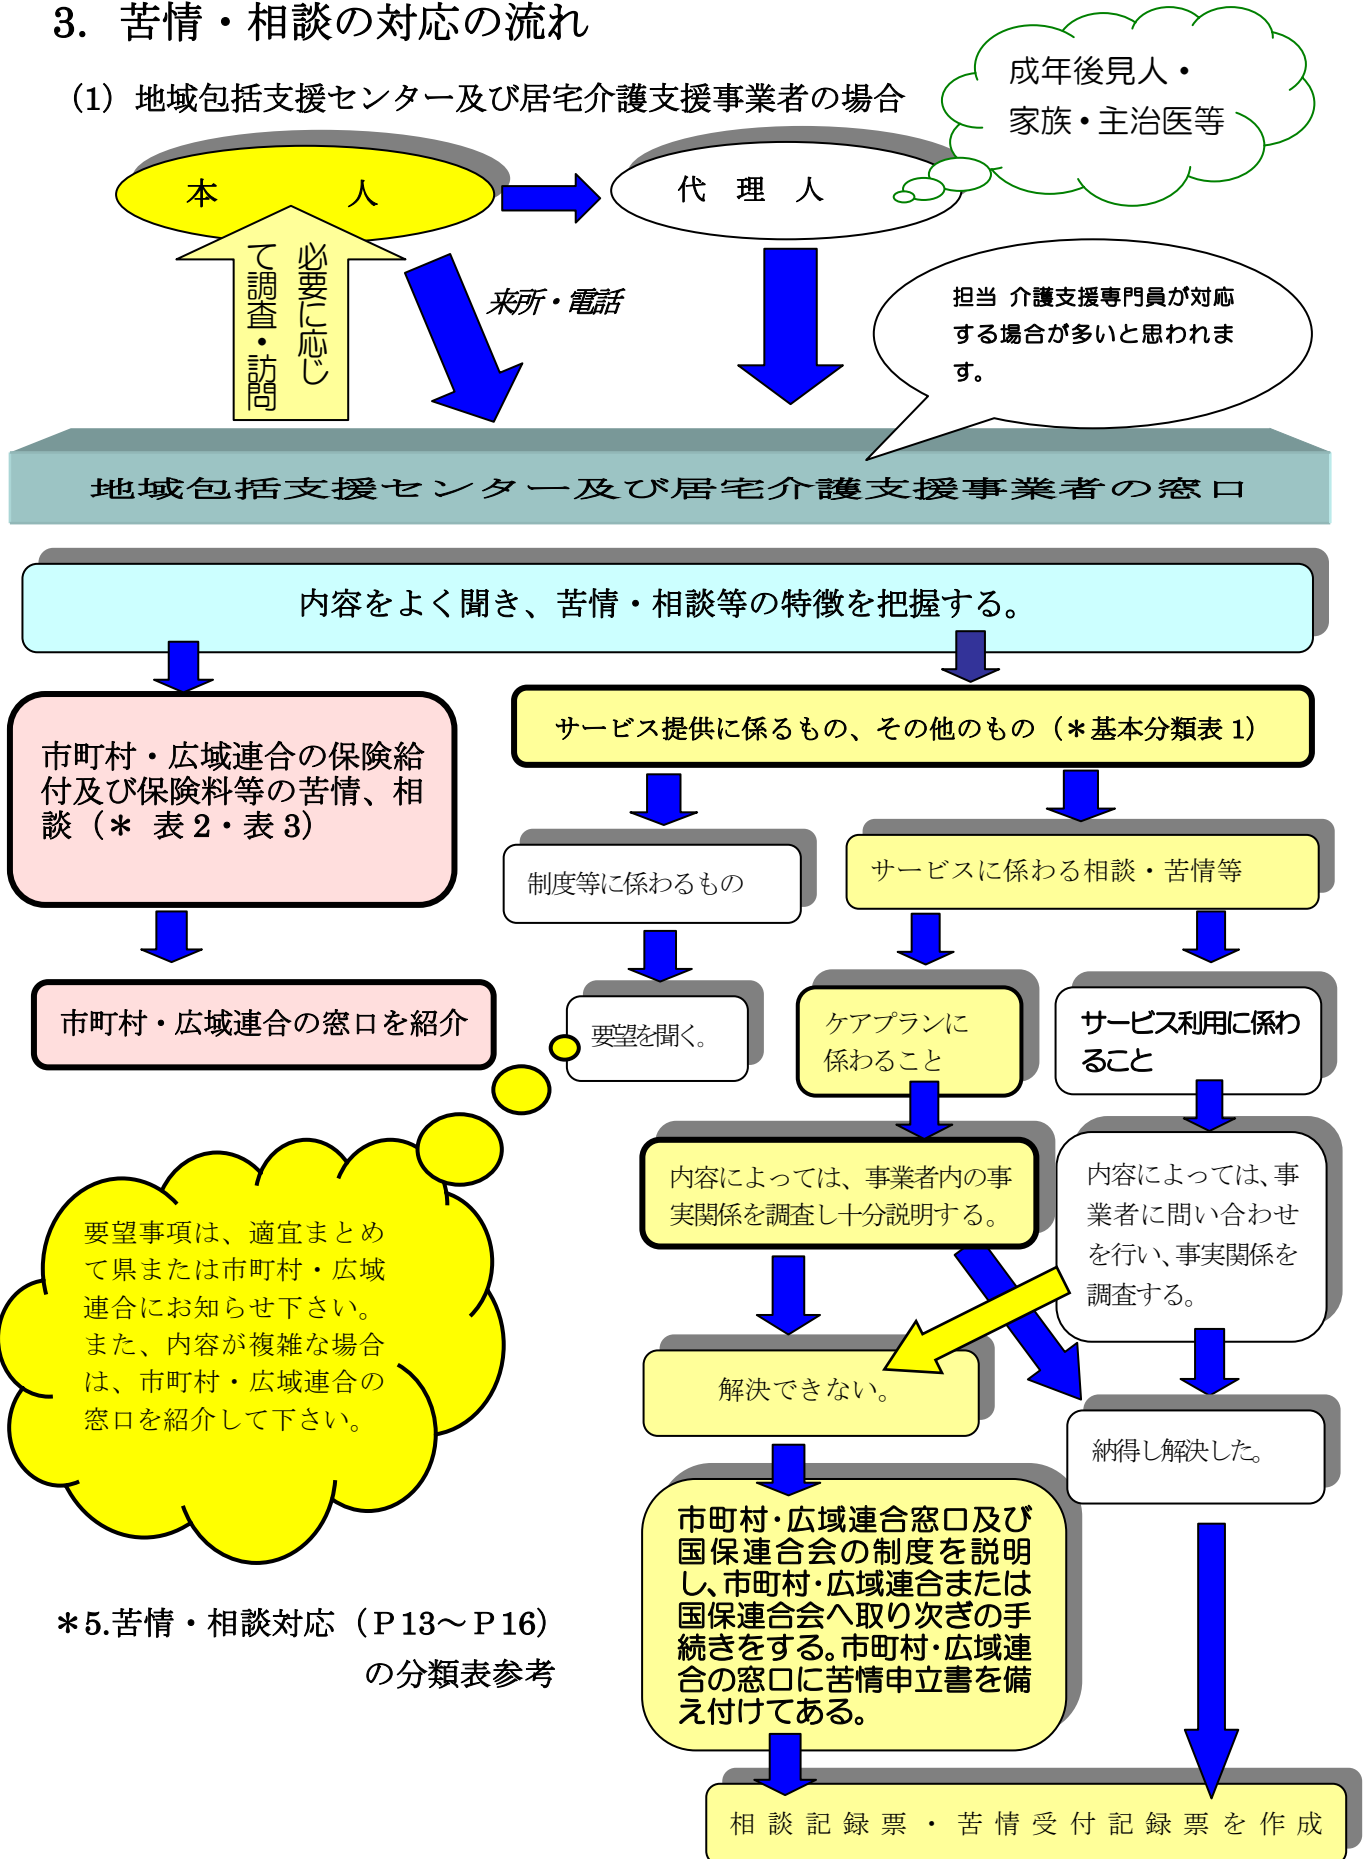 3. 苦情・相談の対応の流れ
(1) 地域包括支援センター及び居宅介護支援事業者の場合
成年後見人・
家族・主治医等
本 人
代 理 人
必要に応じ
て調査・訪問
来所・電話
担当 介護支援専門員が対応
する場合が多いと思われま
す。
地域包括支援センター及び居宅介護支援事業者の窓口
内容をよく聞き、苦情・相談等の特徴を把握する。
市町村・広域連合の保険給
付及び保険料等の苦情、相
談（＊ 表２・表３）
サービス提供に係るもの、その他のもの（＊基本分類表１）
制度等に係わるもの
サービスに係わる相談・苦情等
市町村・広域連合の窓口を紹介
要望を聞く。
ケアプランに
係わること
サービス利用に係わ
ること
内容によっては、事業者内の事
実関係を調査し十分説明する。
内容によっては、事
業者に問い合わせ
を行い、事実関係を
調査する。
要望事項は、適宜まとめ
て県または市町村・広域
連合にお知らせ下さい。
また、内容が複雑な場合
は、市町村・広域連合の
窓口を紹介して下さい。
解決できない。
納得し解決した。
市町村・広域連合窓口及び
国保連合会の制度を説明
し、市町村・広域連合または
国保連合会へ取り次ぎの手
続きをする。市町村・広域連
合の窓口に苦情申立書を備
え付けてある。
＊5.苦情・相談対応（Ｐ13～Ｐ16）
の分類表参考
相談記録票・苦情受付記録票を作成